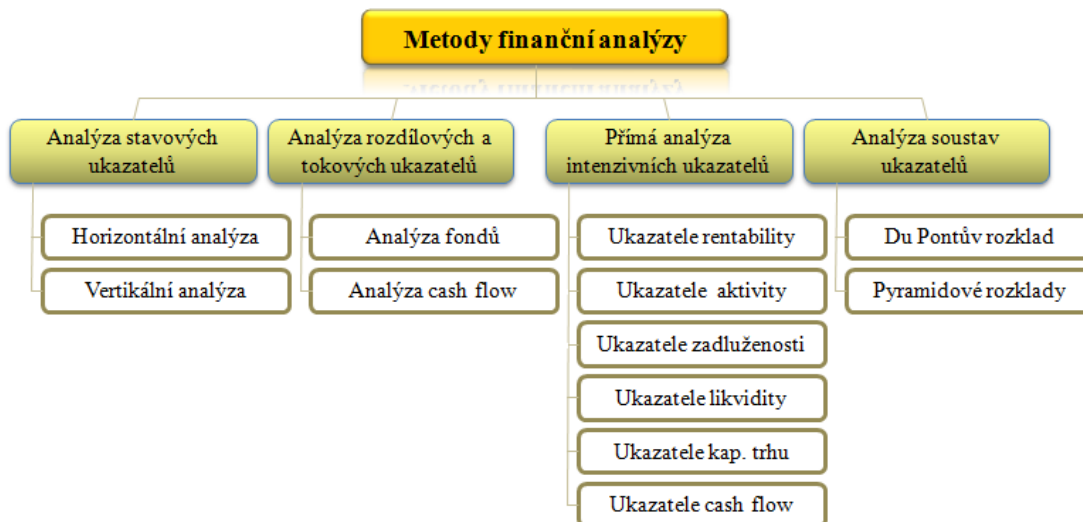 Metody finanční analýzy
Analýza stavových
ukazatelů
Horizontální analýza
Vertikální analýza
Analýza rozdílových a
tokových ukazatelů
Analýza fondů
Analýza cash flow
Přímá analýza
intenzivních ukazatelů
Ukazatele rentability
Ukazatele aktivity
Ukazatele zadluženosti
Ukazatele likvidity
Ukazatele kap. trhu
Ukazatele cash flow
Analýza soustav
ukazatelů
Du Pontův rozklad
Pyramidové rozklady